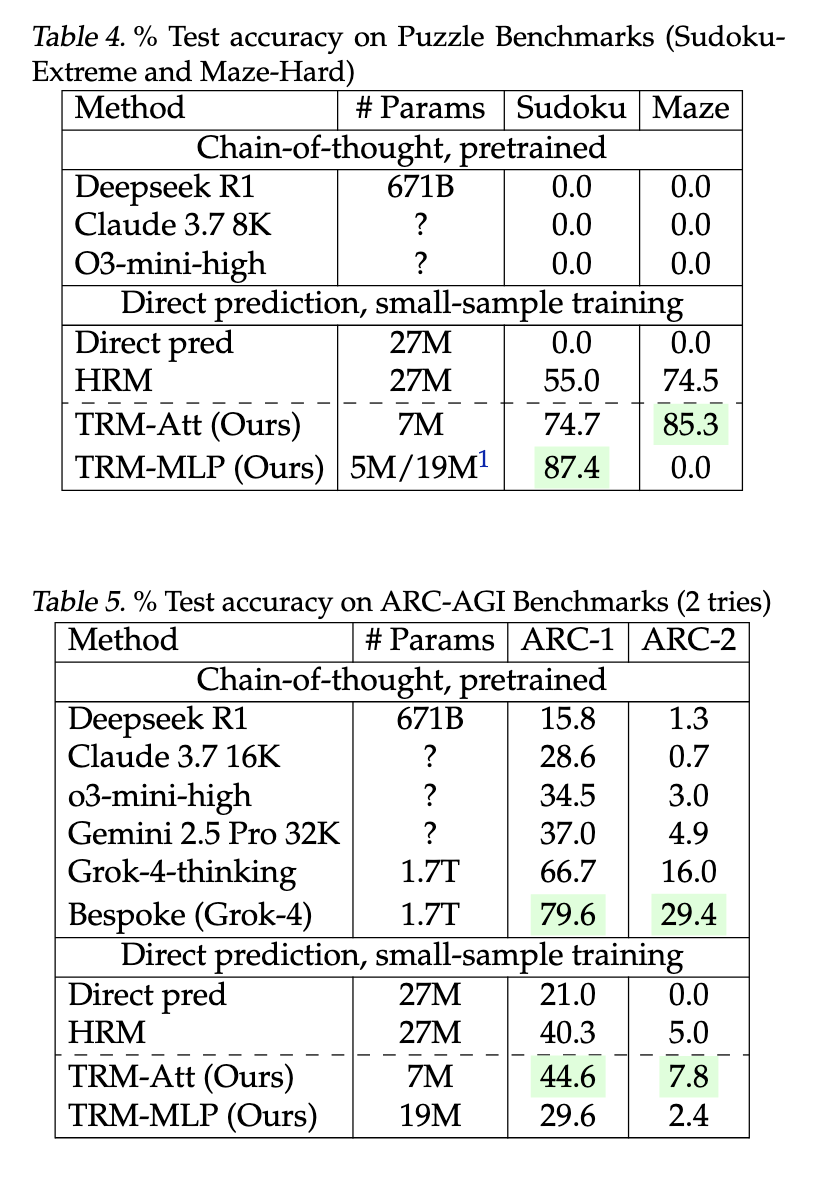 Table 4. % Test accuracy on Puzzle Benchmarks (Sudoku-
Extreme and Maze-Hard)
Method # Params Sudoku Maze
Chain-of-thought, pretrained
Deepseek R1 671B 0.0 0.0
Claude 3.7 8K ? 0.0 0.0
O3-mini-high ? 0.0 0.0
Direct prediction, small-sample training
Direct pred 27M 0.0 0.0
HRM 27M 55.0 74.5
TRM-Att (Ours) 7M 74.7 85.3
TRM-MLP (Ours) 5M/19M1 87.4 0.0
Table 5. % Test accuracy on ARC-AGI Benchmarks (2 tries)
Method # Params ARC-1 ARC-2
Chain-of-thought, pretrained
Deepseek R1 671B 15.8 1.3
Claude 3.7 16K ? 28.6 0.7
o3-mini-high ? 34.5 3.0
Gemini 2.5 Pro 32K ? 37.0 4.9
Grok-4-thinking 1.7T 66.7 16.0
Bespoke (Grok-4) 1.7T 79.6 29.4
Direct prediction, small-sample training
Direct pred 27M 21.0 0.0
HRM 27M 40.3 5.0
TRM-Att (Ours) 7M 44.6 7.8
TRM-MLP (Ours) 19M 29.6 2.4